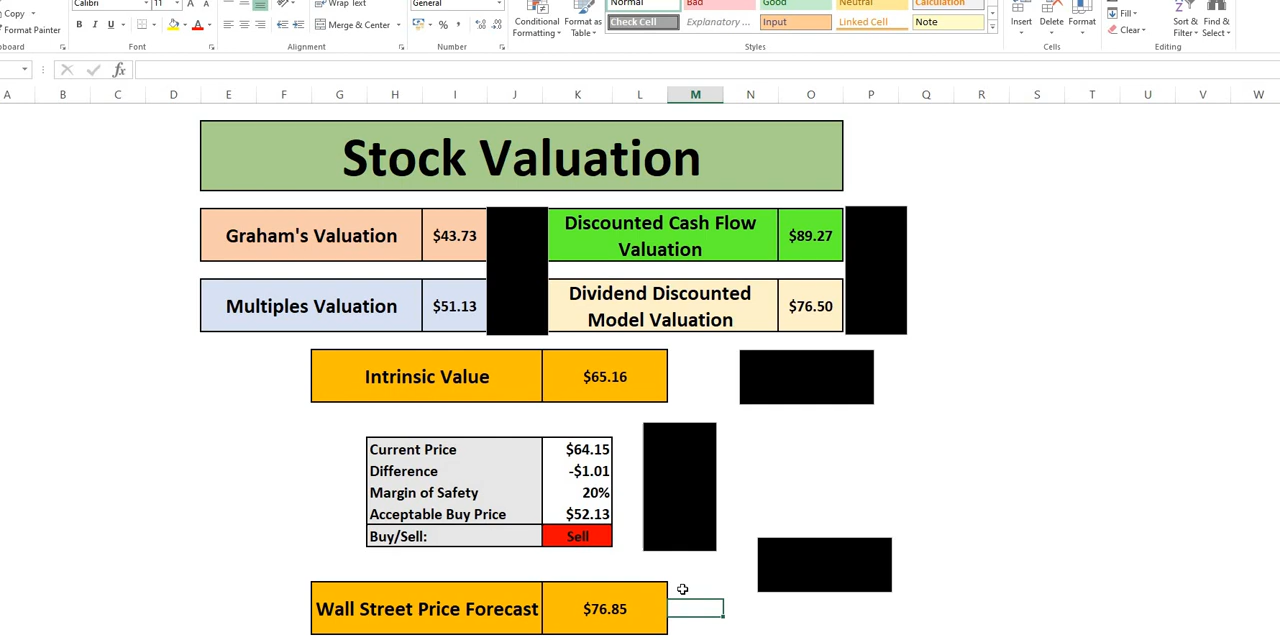 Copy
Format Painter
Calibri 11 A A
B I U A
Wrap Text
Merge & Center
General
% ,
Conditional Formatting
Format as Table
Normal Bad Good Neutral Calculation
Check Cell Explanatory ... Input Linked Cell Note
Insert Delete Format
Fill
Clear
Sort & Filter
Find & Select
Font Alignment Number Styles Cells Editing
fx
A B C D E F G H I J K L M N O P Q R S T U V W
Stock Valuation
Graham's Valuation $43.73
Discounted Cash Flow
Valuation
$89.27
Multiples Valuation $51.13
Dividend Discounted
Model Valuation
$76.50
Intrinsic Value $65.16
Current Price $64.15
Difference -$1.01
Margin of Safety 20%
Acceptable Buy Price $52.13
Buy/Sell: Sell
Wall Street Price Forecast $76.85